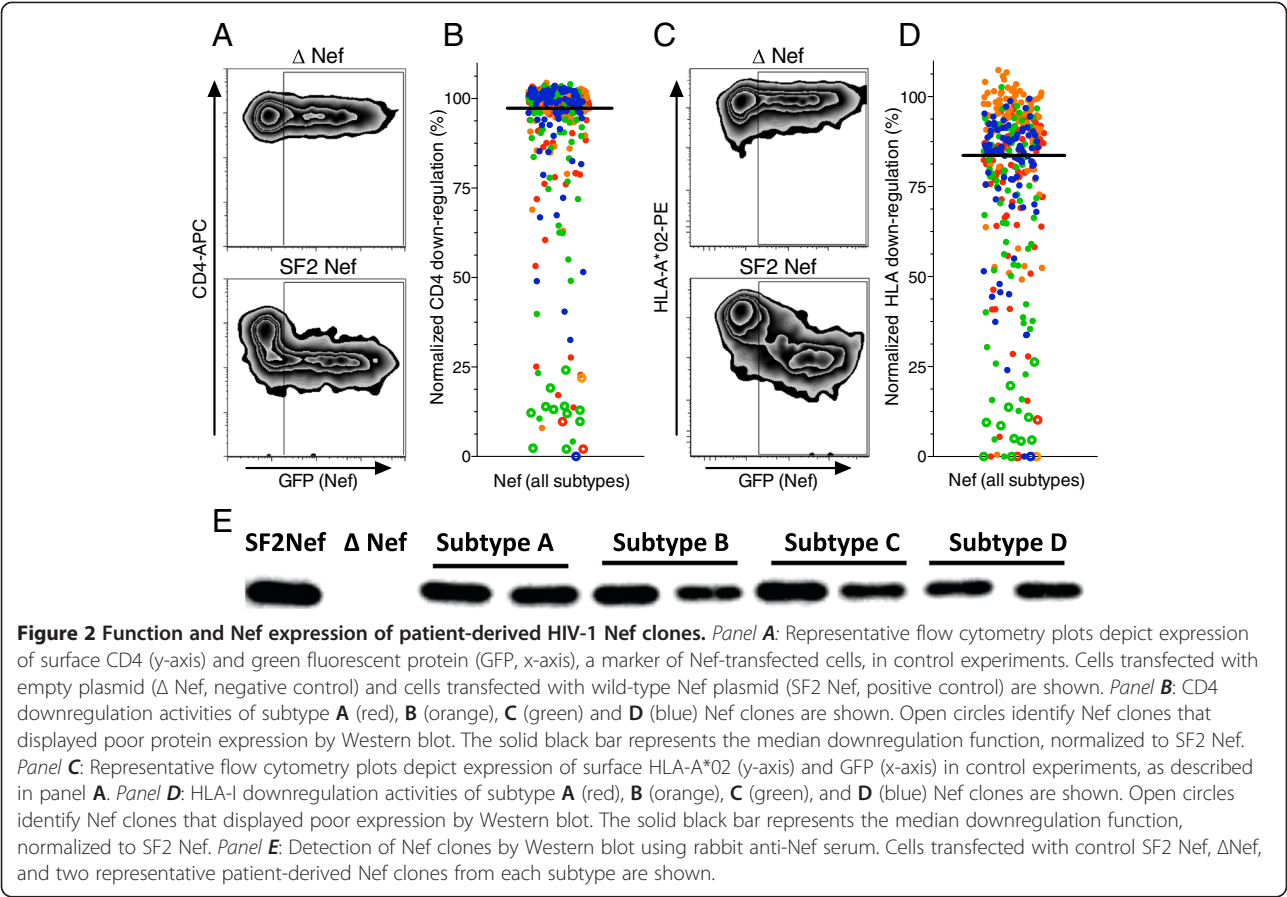 A
B
C
D
Δ Nef
Δ Nef
SF2 Nef
SF2 Nef
CD4-APC
GFP (Nef)
Normalized CD4 down-regulation (%)
100
75
50
25
0
Nef (all subtypes)
HLA-A*02-PE
GFP (Nef)
Normalized HLA down-regulation (%)
100
75
50
25
0
Nef (all subtypes)
E
SF2Nef Δ Nef Subtype A Subtype B Subtype C Subtype D
Figure 2 Function and Nef expression of patient-derived HIV-1 Nef clones. Panel A: Representative flow cytometry plots depict expression
of surface CD4 (y-axis) and green fluorescent protein (GFP, x-axis), a marker of Nef-transfected cells, in control experiments. Cells transfected with
empty plasmid (Δ Nef, negative control) and cells transfected with wild-type Nef plasmid (SF2 Nef, positive control) are shown. Panel B: CD4
downregulation activities of subtype A (red), B (orange), C (green) and D (blue) Nef clones are shown. Open circles identify Nef clones that
displayed poor protein expression by Western blot. The solid black bar represents the median downregulation function, normalized to SF2 Nef.
Panel C: Representative flow cytometry plots depict expression of surface HLA-A*02 (y-axis) and GFP (x-axis) in control experiments, as described
in panel A. Panel D: HLA-I downregulation activities of subtype A (red), B (orange), C (green), and D (blue) Nef clones are shown. Open circles
identify Nef clones that displayed poor expression by Western blot. The solid black bar represents the median downregulation function,
normalized to SF2 Nef. Panel E: Detection of Nef clones by Western blot using rabbit anti-Nef serum. Cells transfected with control SF2 Nef, ΔNef,
and two representative patient-derived Nef clones from each subtype are shown.